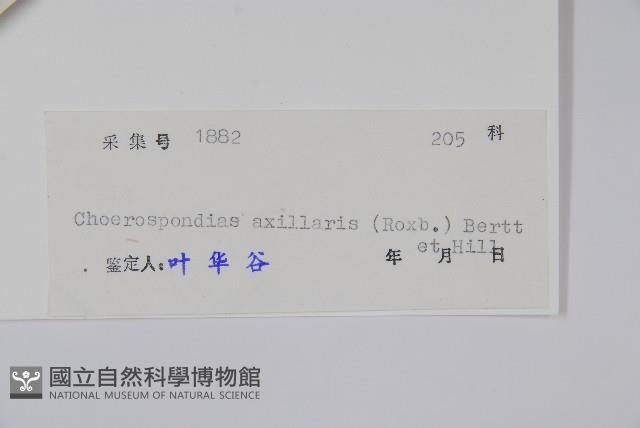 采集号 1882 205 科
Choerospondias axillaris (Roxb.) Bertt
et Hill
鉴定人: 叶华谷 年 月 日
國立自然科學博物館
NATIONAL MUSEUM OF NATURAL SCIENCE